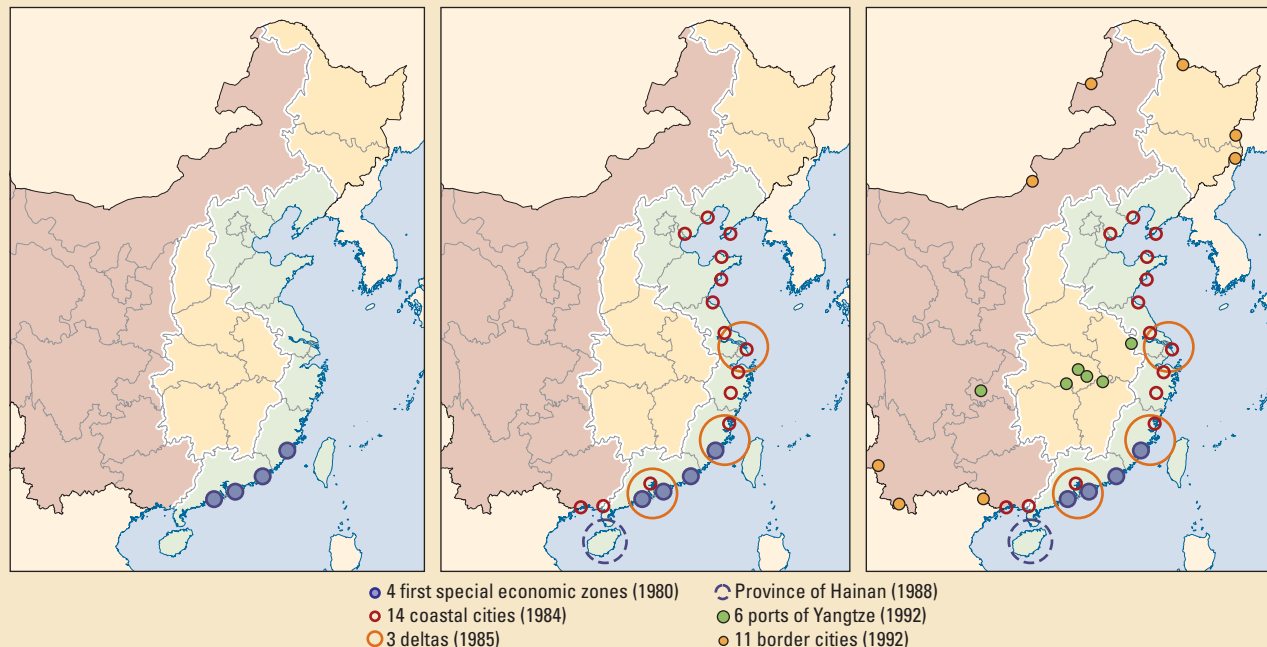 4 first special economic zones (1980)
14 coastal cities (1984)
3 deltas (1985)
Province of Hainan (1988)
6 ports of Yangtze (1992)
11 border cities (1992)